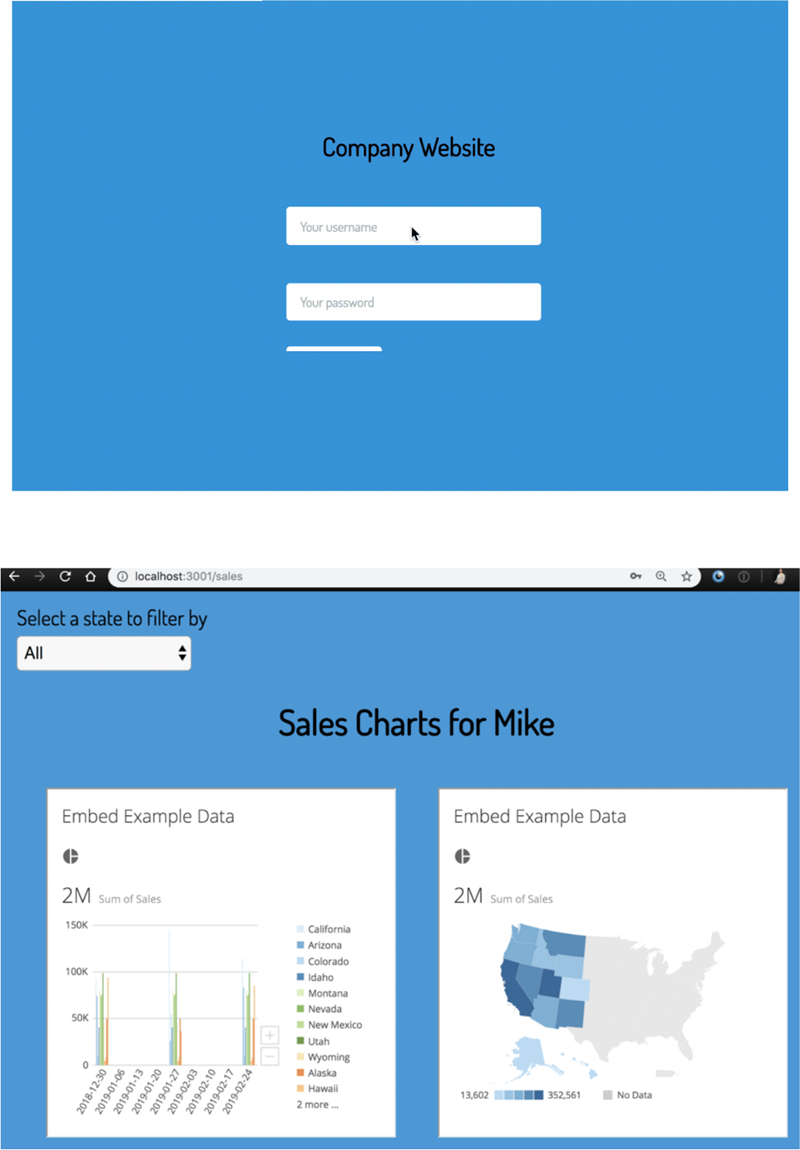 Company Website
Your username
Your password
localhost:3001/sales
Select a state to filter by
All
Sales Charts for Mike
Embed Example Data
2M Sum of Sales
150K
100K
50K
0
2018-12-30
2019-01-06
2019-01-13
2019-01-20
2019-01-27
2019-02-03
2019-02-10
2019-02-17
2019-02-24
California
Arizona
Colorado
Idaho
Montana
Nevada
New Mexico
Utah
Wyoming
Alaska
Hawaii
2 more ...
Embed Example Data
2M Sum of Sales
13,602 352,561 No Data